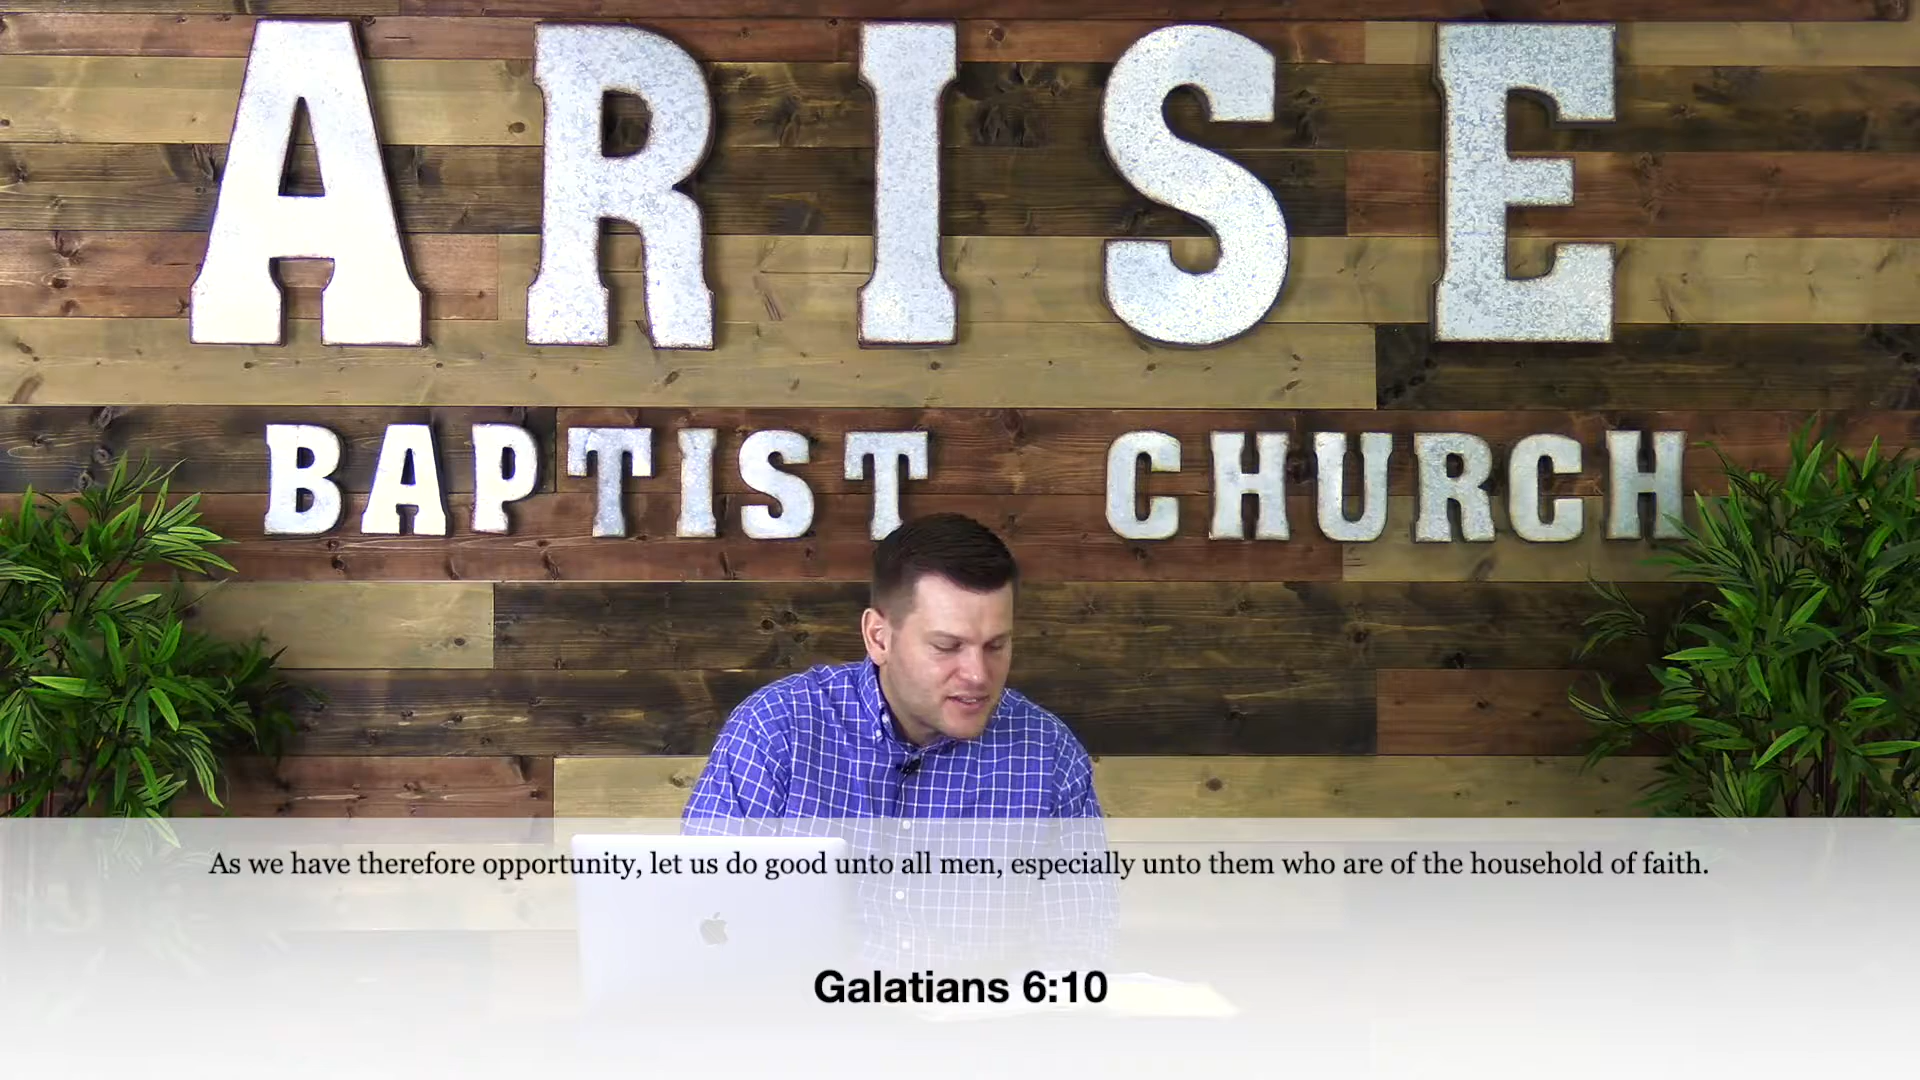 ARISE
BAPTIST CHURCH
As we have therefore opportunity, let us do good unto all men, especially unto them who are of the household of faith.
Galatians 6:10